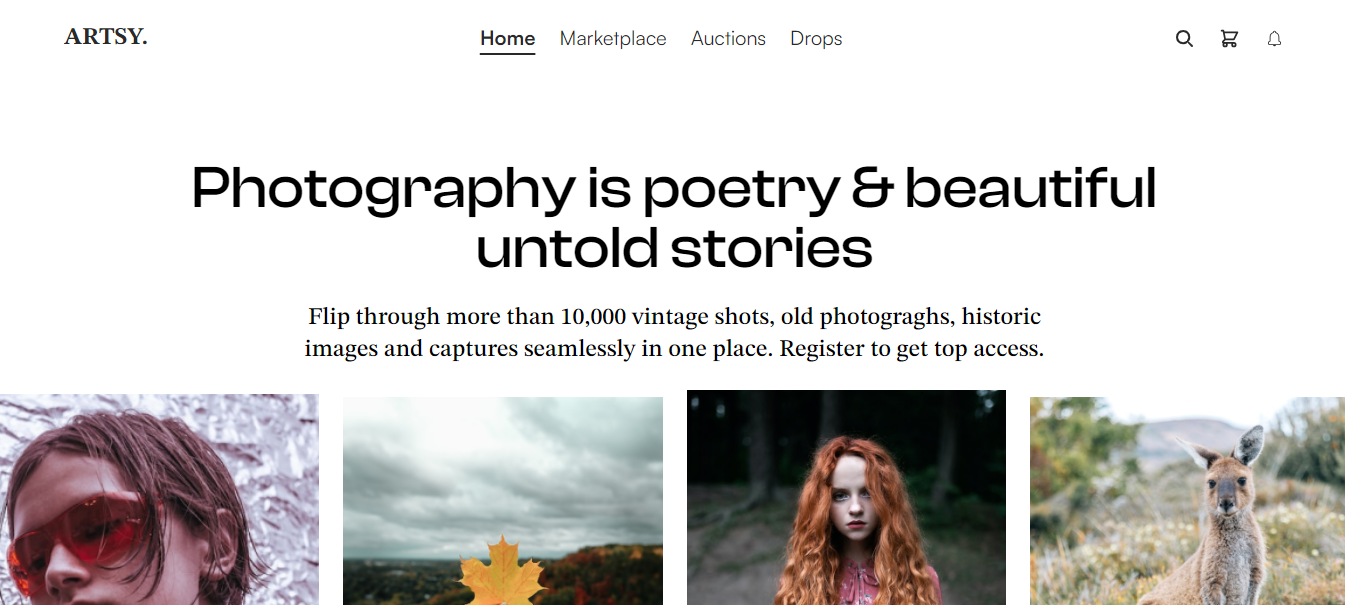 ARTSY.
Home Marketplace Auctions Drops
Photography is poetry & beautiful
untold stories
Flip through more than 10,000 vintage shots, old photograghs, historic
images and captures seamlessly in one place. Register to get top access.